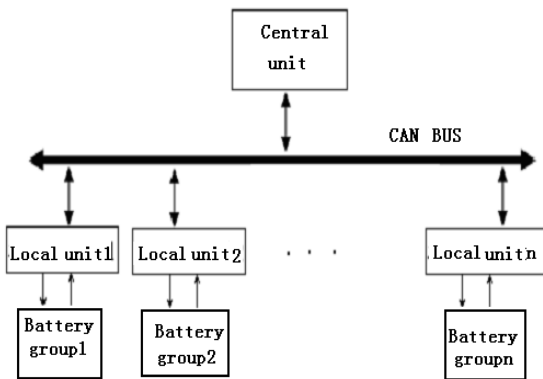 Central
unit
CAN BUS
Local unit1
Local unit2
. . .
Local unitn
Battery
group1
Battery
group2
Battery
groupn